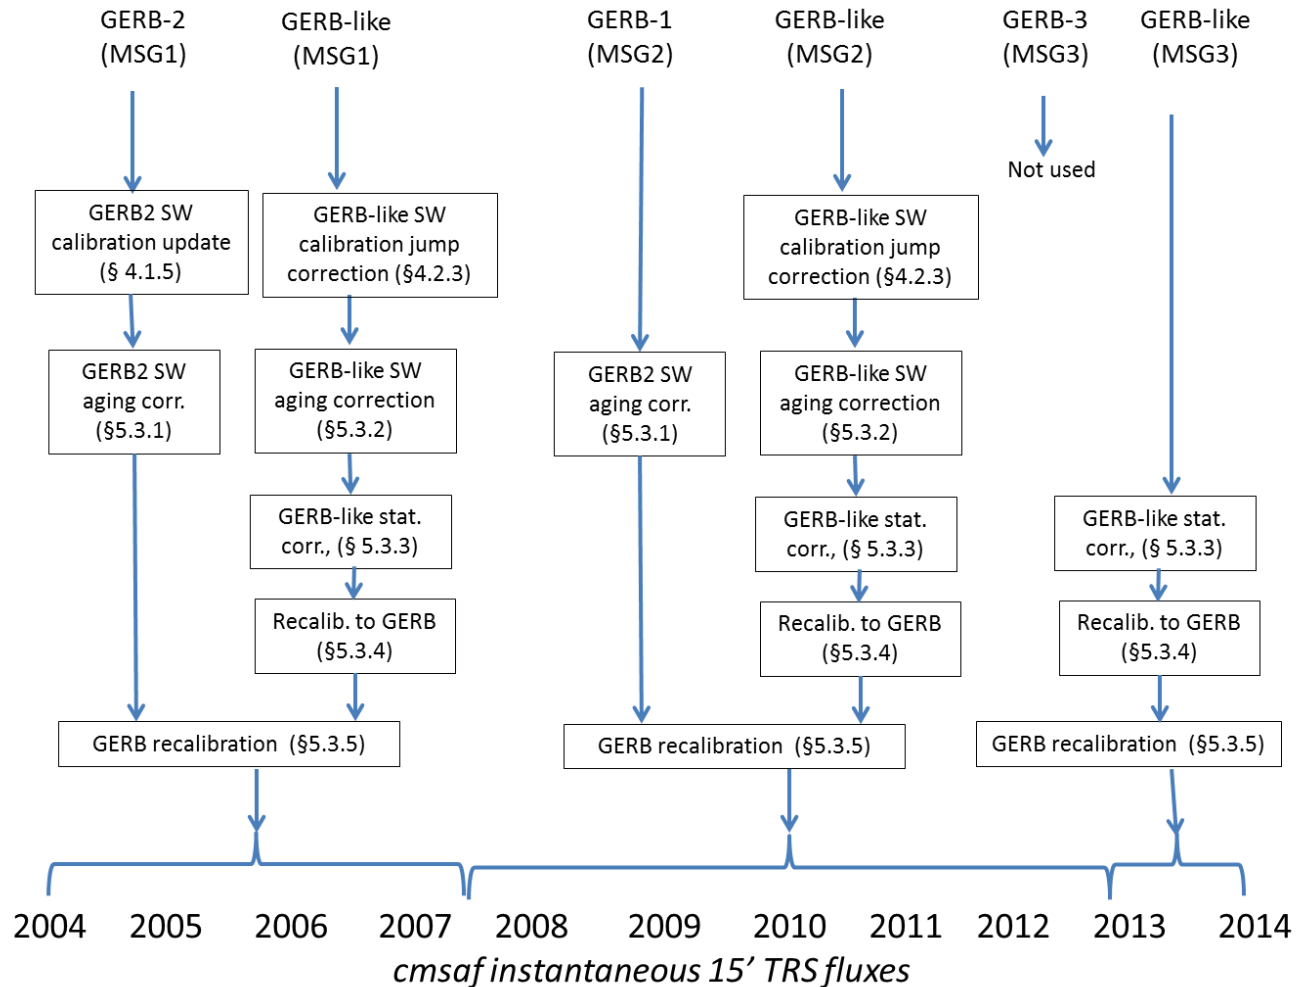 GERB-2
(MSG1)
GERB-like
(MSG1)
GERB-1
(MSG2)
GERB-like
(MSG2)
GERB-3
(MSG3)
GERB-like
(MSG3)
Not used
GERB2 SW
calibration update
(§ 4.1.5)
GERB-like SW
calibration jump
correction (§4.2.3)
GERB-like SW
calibration jump
correction (§4.2.3)
GERB2 SW
aging corr.
(§5.3.1)
GERB-like SW
aging correction
(§5.3.2)
GERB2 SW
aging corr.
(§5.3.1)
GERB-like SW
aging correction
(§5.3.2)
GERB-like stat.
corr., (§ 5.3.3)
GERB-like stat.
corr., (§ 5.3.3)
GERB-like stat.
corr., (§ 5.3.3)
Recalib. to GERB
(§5.3.4)
Recalib. to GERB
(§5.3.4)
Recalib. to GERB
(§5.3.4)
GERB recalibration (§5.3.5)
GERB recalibration (§5.3.5)
GERB recalibration (§5.3.5)
2004 2005 2006 2007 2008 2009 2010 2011 2012 2013 2014
cmsaf instantaneous 15’ TRS fluxes